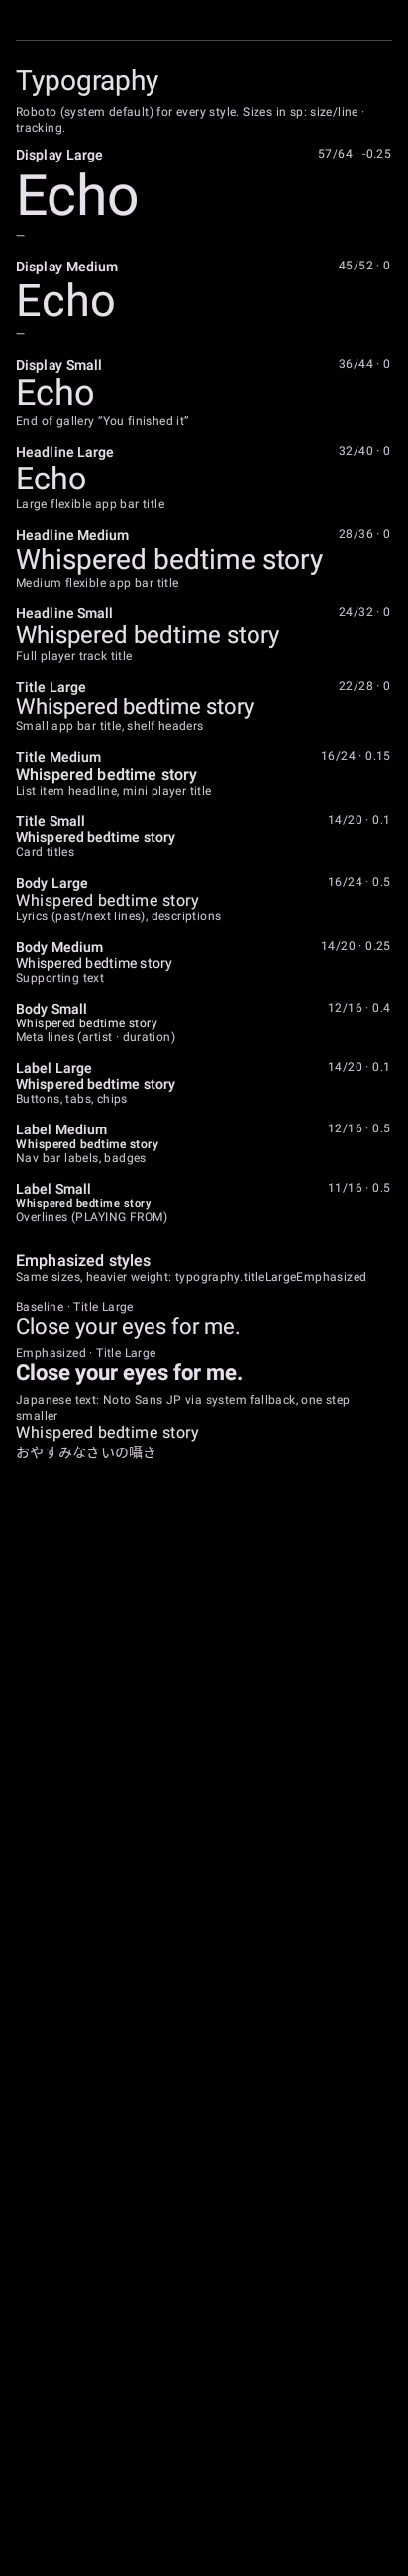 Typography
Roboto (system default) for every style. Sizes in sp: size/line ·
tracking.
Display Large 57/64 · -0.25
Echo
—
Display Medium 45/52 · 0
Echo
—
Display Small 36/44 · 0
Echo
End of gallery “You finished it”
Headline Large 32/40 · 0
Echo
Large flexible app bar title
Headline Medium 28/36 · 0
Whispered bedtime story
Medium flexible app bar title
Headline Small 24/32 · 0
Whispered bedtime story
Full player track title
Title Large 22/28 · 0
Whispered bedtime story
Small app bar title, shelf headers
Title Medium 16/24 · 0.15
Whispered bedtime story
List item headline, mini player title
Title Small 14/20 · 0.1
Whispered bedtime story
Card titles
Body Large 16/24 · 0.5
Whispered bedtime story
Lyrics (past/next lines), descriptions
Body Medium 14/20 · 0.25
Whispered bedtime story
Supporting text
Body Small 12/16 · 0.4
Whispered bedtime story
Meta lines (artist · duration)
Label Large 14/20 · 0.1
Whispered bedtime story
Buttons, tabs, chips
Label Medium 12/16 · 0.5
Whispered bedtime story
Nav bar labels, badges
Label Small 11/16 · 0.5
Whispered bedtime story
Overlines (PLAYING FROM)
Emphasized styles
Same sizes, heavier weight: typography.titleLargeEmphasized
Baseline · Title Large
Close your eyes for me.
Emphasized · Title Large
Close your eyes for me.
Japanese text: Noto Sans JP via system fallback, one step
smaller
Whispered bedtime story
おやすみなさいの囁き